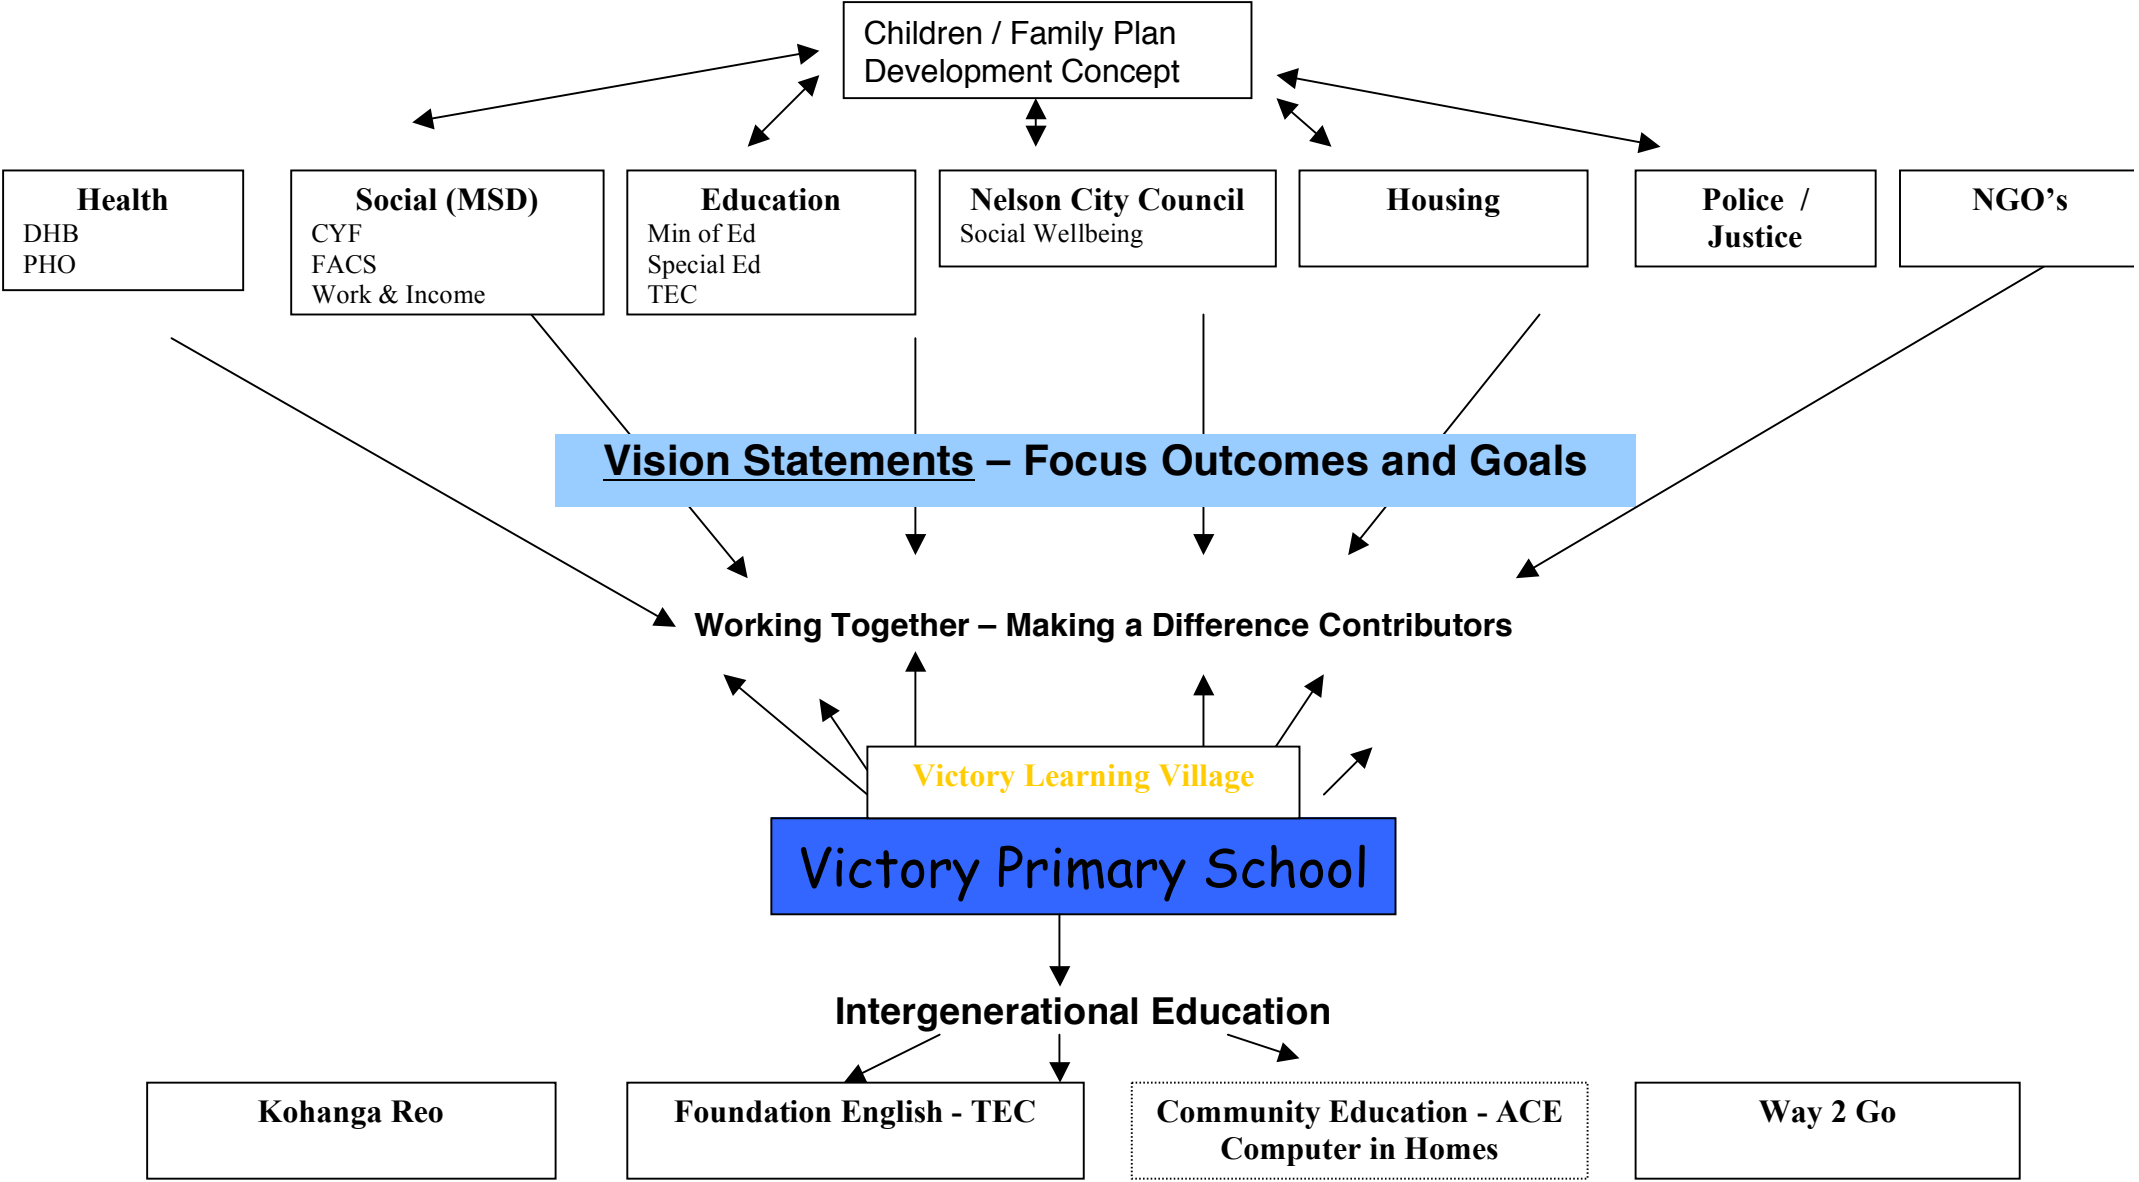 Children / Family Plan
Development Concept
Health
DHB
PHO
Social (MSD)
CYF
FACS
Work & Income
Education
Min of Ed
Special Ed
TEC
Nelson City Council
Social Wellbeing
Housing
Police /
Justice
NGO's
Vision Statements – Focus Outcomes and Goals
Working Together – Making a Difference Contributors
Victory Learning Village
Victory Primary School
Intergenerational Education
Kohanga Reo
Foundation English - TEC
Community Education - ACE
Computer in Homes
Way 2 Go